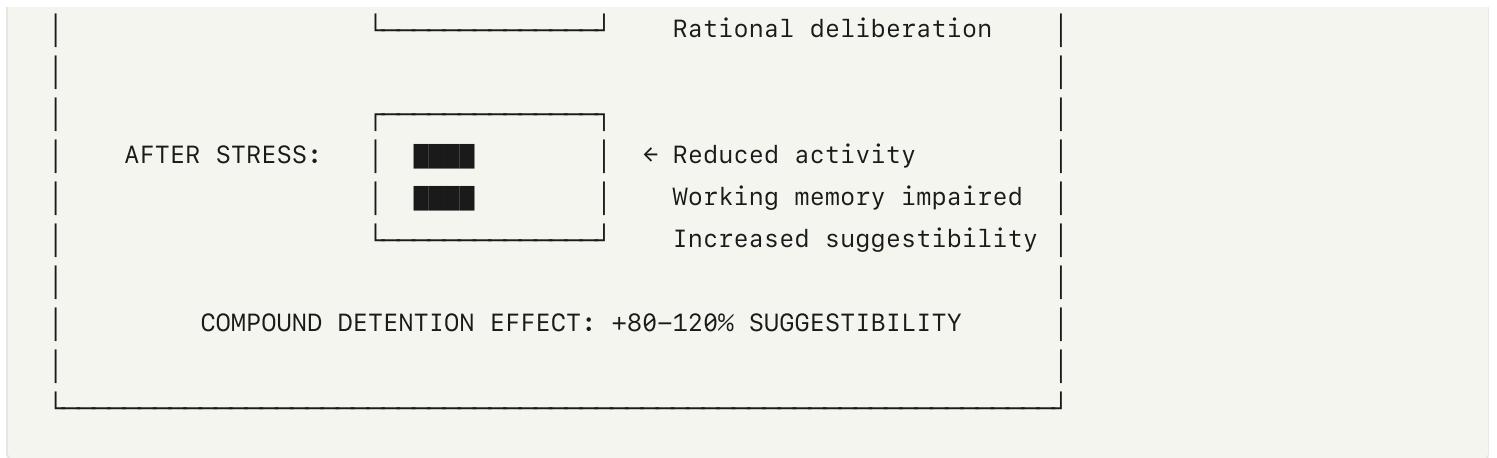 Rational deliberation
AFTER STRESS: ← Reduced activity
Working memory impaired
Increased suggestibility
COMPOUND DETENTION EFFECT: +80–120% SUGGESTIBILITY